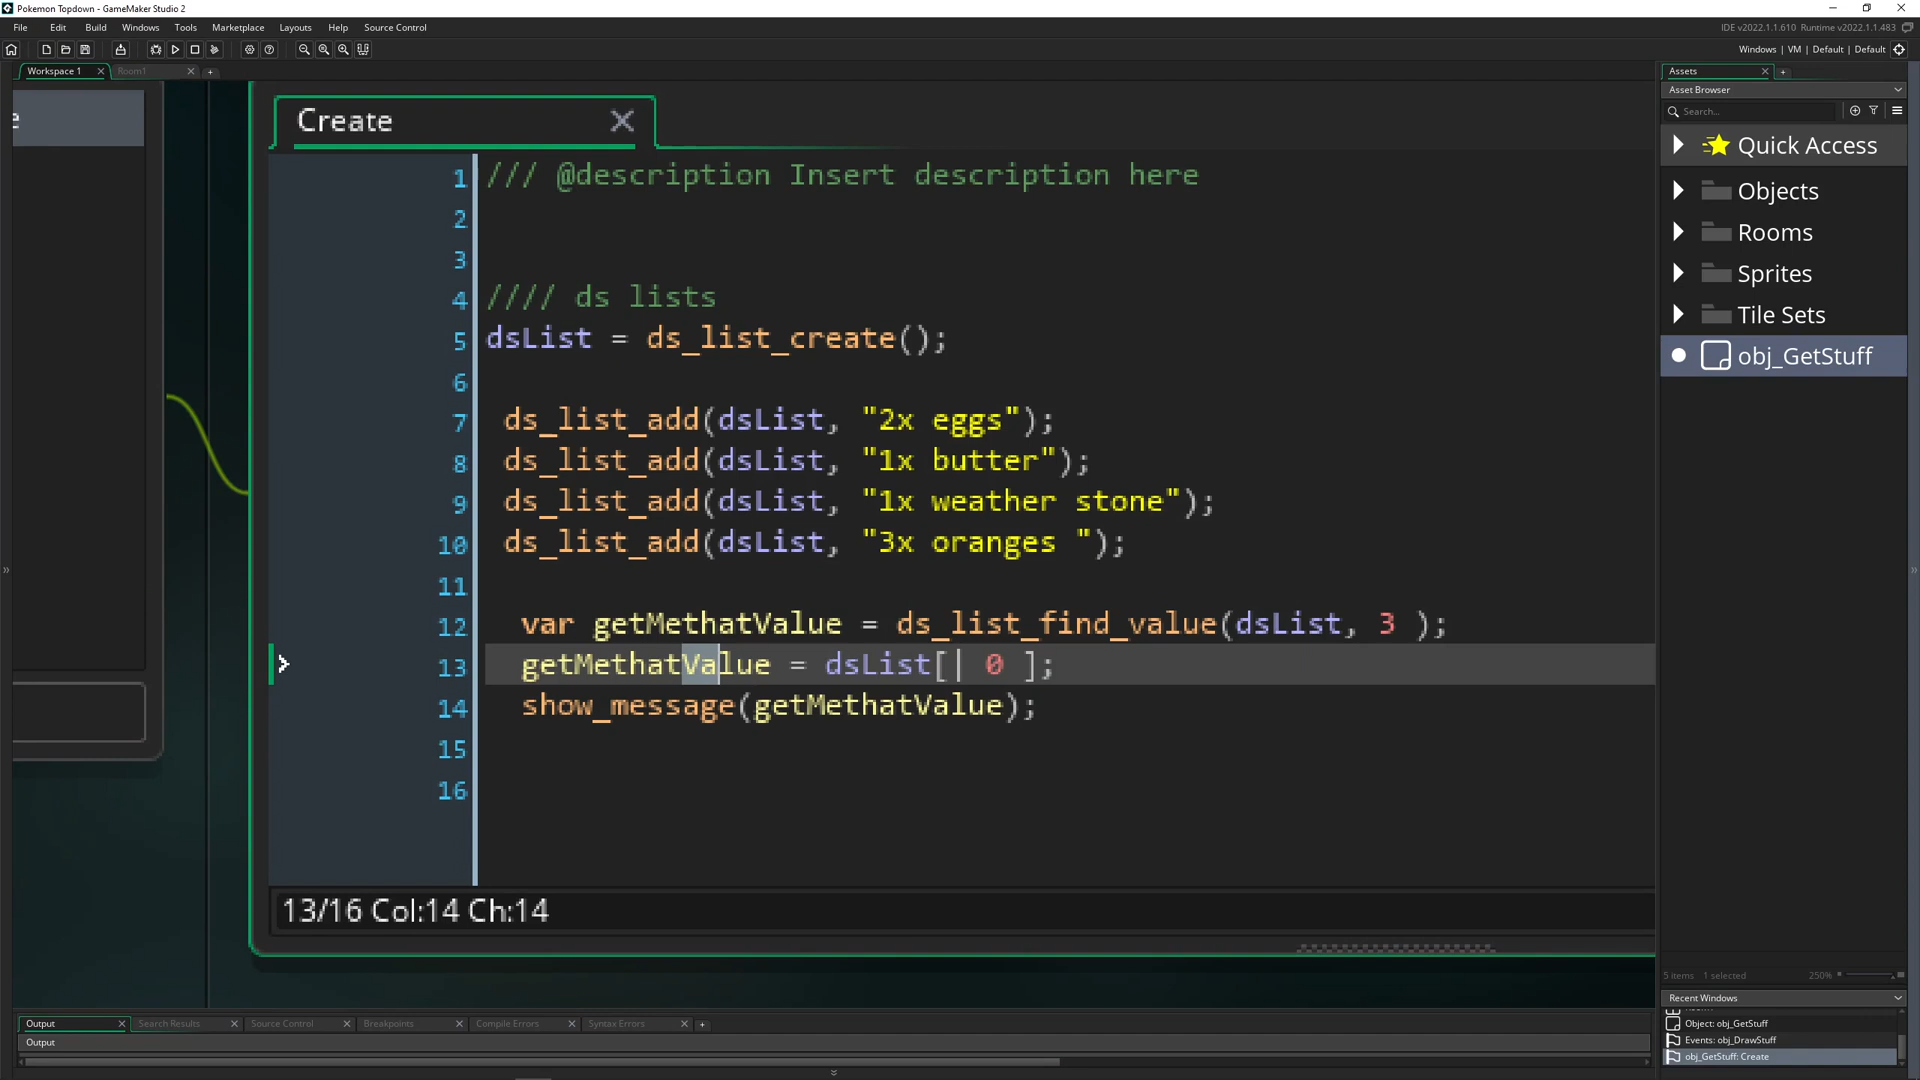 Pokemon Topdown - GameMaker Studio 2
File Edit Build Windows Tools Marketplace Layouts Help Source Control
IDE v2022.1.1.610 Runtime v2022.1.1.483
Windows | VM | Default | Default
Workspace 1
Room1
Assets
Asset Browser
Search...
Quick Access
Objects
Rooms
Sprites
Tile Sets
obj_GetStuff
Create
1 /// @description Insert description here
2
3
4 //// ds lists
5 dsList = ds_list_create();
6
7 ds_list_add(dsList, "2x eggs");
8 ds_list_add(dsList, "1x butter");
9 ds_list_add(dsList, "1x weather stone");
10 ds_list_add(dsList, "3x oranges ");
11
12 var getMethatValue = ds_list_find_value(dsList, 3 );
13 getMethatValue = dsList[| 0 ];
14 show_message(getMethatValue);
15
16
13/16 Col:14 Ch:14
5 items 1 selected 250%
Recent Windows
Object: obj_GetStuff
Events: obj_DrawStuff
obj_GetStuff: Create
Output Search Results Source Control Breakpoints Compile Errors Syntax Errors
Output